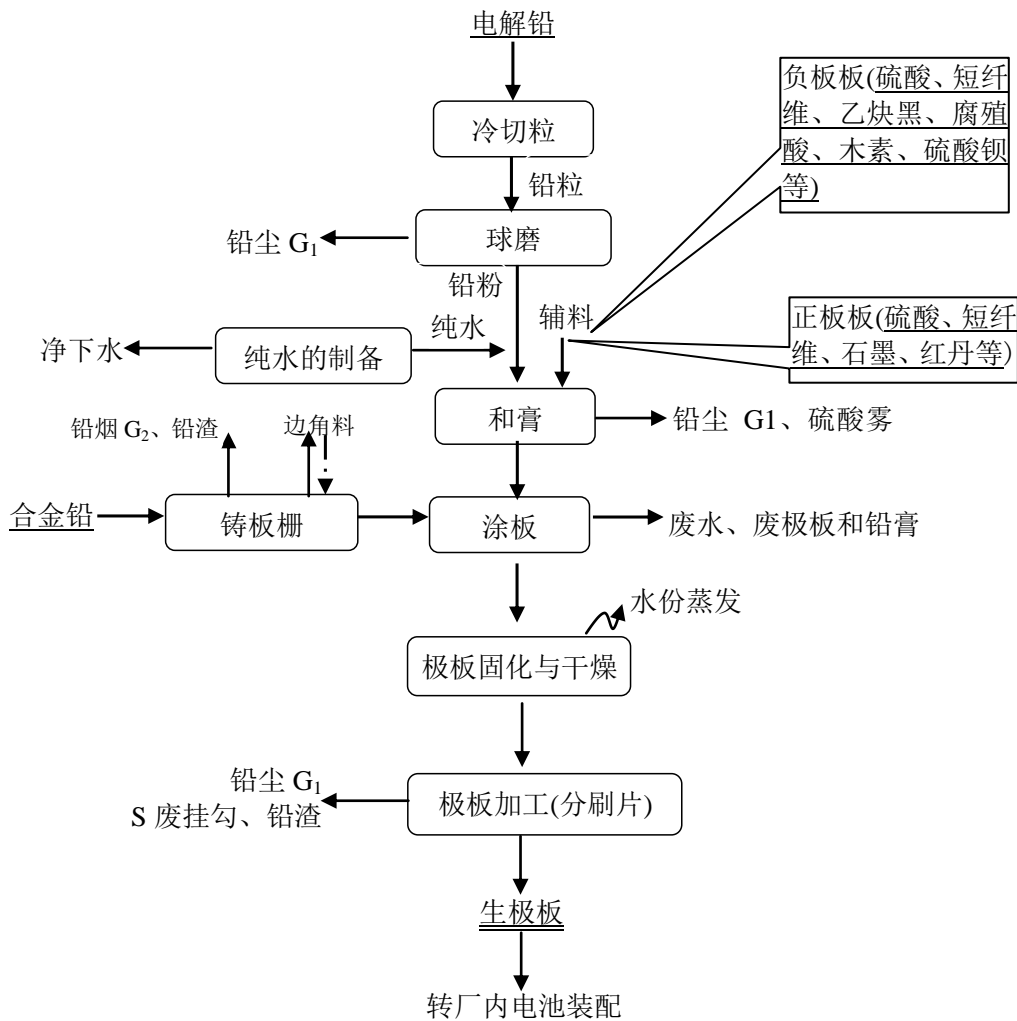 电解铅
负板板(硫酸、短纤
维、乙炔黑、腐殖
酸、木素、硫酸钡
等)
冷切粒
铅粒
球磨
铅尘 G₁
铅粉
纯水
辅料
正板板(硫酸、短纤
维、石墨、红丹等)
净下水
纯水的制备
和膏
铅尘 G1、硫酸雾
铅烟 G₂、铅渣
边角料
合金铅
铸板栅
涂板
废水、废极板和铅膏
水份蒸发
极板固化与干燥
铅尘 G₁
S 废挂勾、铅渣
极板加工(分刷片)
生极板
转厂内电池装配